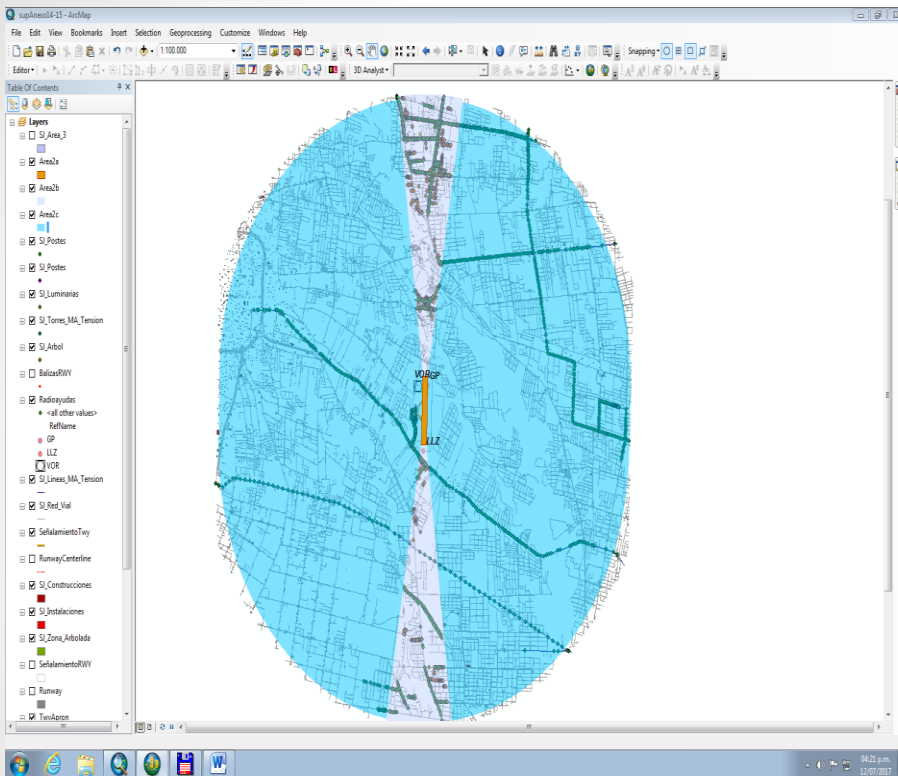 supAnexo14-15 - ArcMap
File Edit View Bookmarks Insert Selection Geoprocessing Customize Windows Help
1:100.000
Snapping
Editor
3D Analyst
Table Of Contents
Layers
SI_Area_3
Area2a
Area2b
Area2c
SI_Postes
SI_Postes
SI_Luminarias
SI_Torres_MA_Tension
SI_Arbol
BalizasRWY
Radioayudas
<all other values>
RefName
GP
LLZ
VOR
SI_Lineas_MA_Tension
SI_Red_Vial
SeñalamientoTwy
RunwayCenterline
SI_Construcciones
SI_Instalaciones
SI_Zona_Arbolada
SeñalamientoRWY
Runway
TwyApron
VOR GP
LLZ
04:21 p.m.
12/07/2017